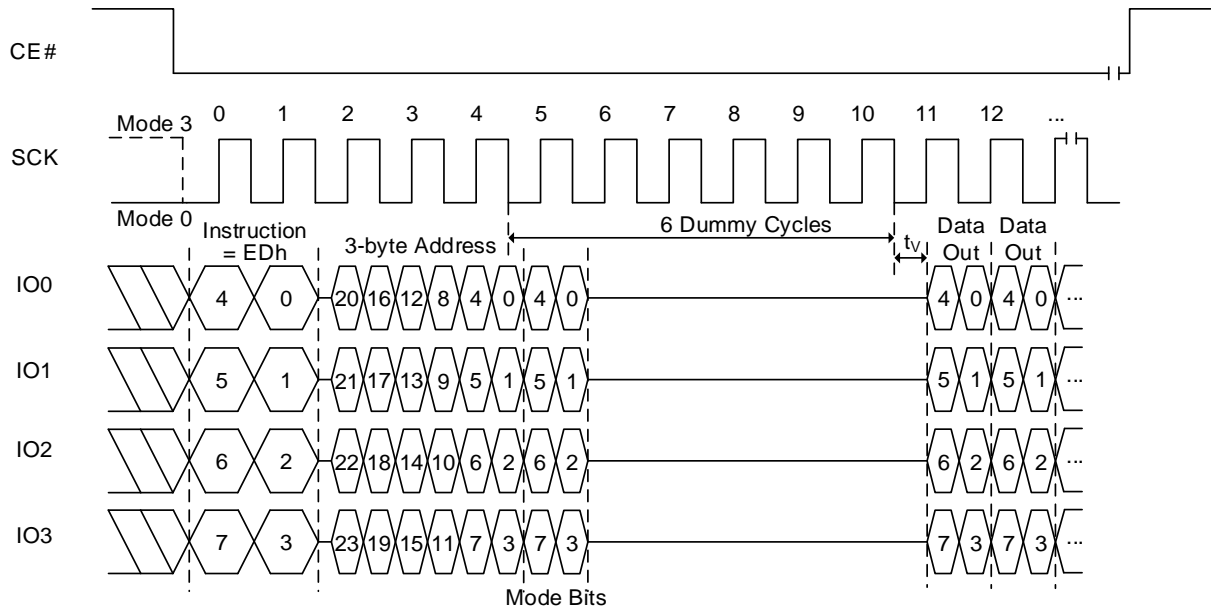 CE#
0 1 2 3 4 5 6 7 8 9 10 11 12 ...
Mode 3
SCK
Mode 0
Instruction
= EDh
3-byte Address
6 Dummy Cycles
tV
Data
Out
Data
Out
IO0 4 0 20 16 12 8 4 0 4 0 4 0 4 0 ...
IO1 5 1 21 17 13 9 5 1 5 1 5 1 5 1 ...
IO2 6 2 22 18 14 10 6 2 6 2 6 2 6 2 ...
IO3 7 3 23 19 15 11 7 3 7 3 7 3 7 3 ...
Mode Bits